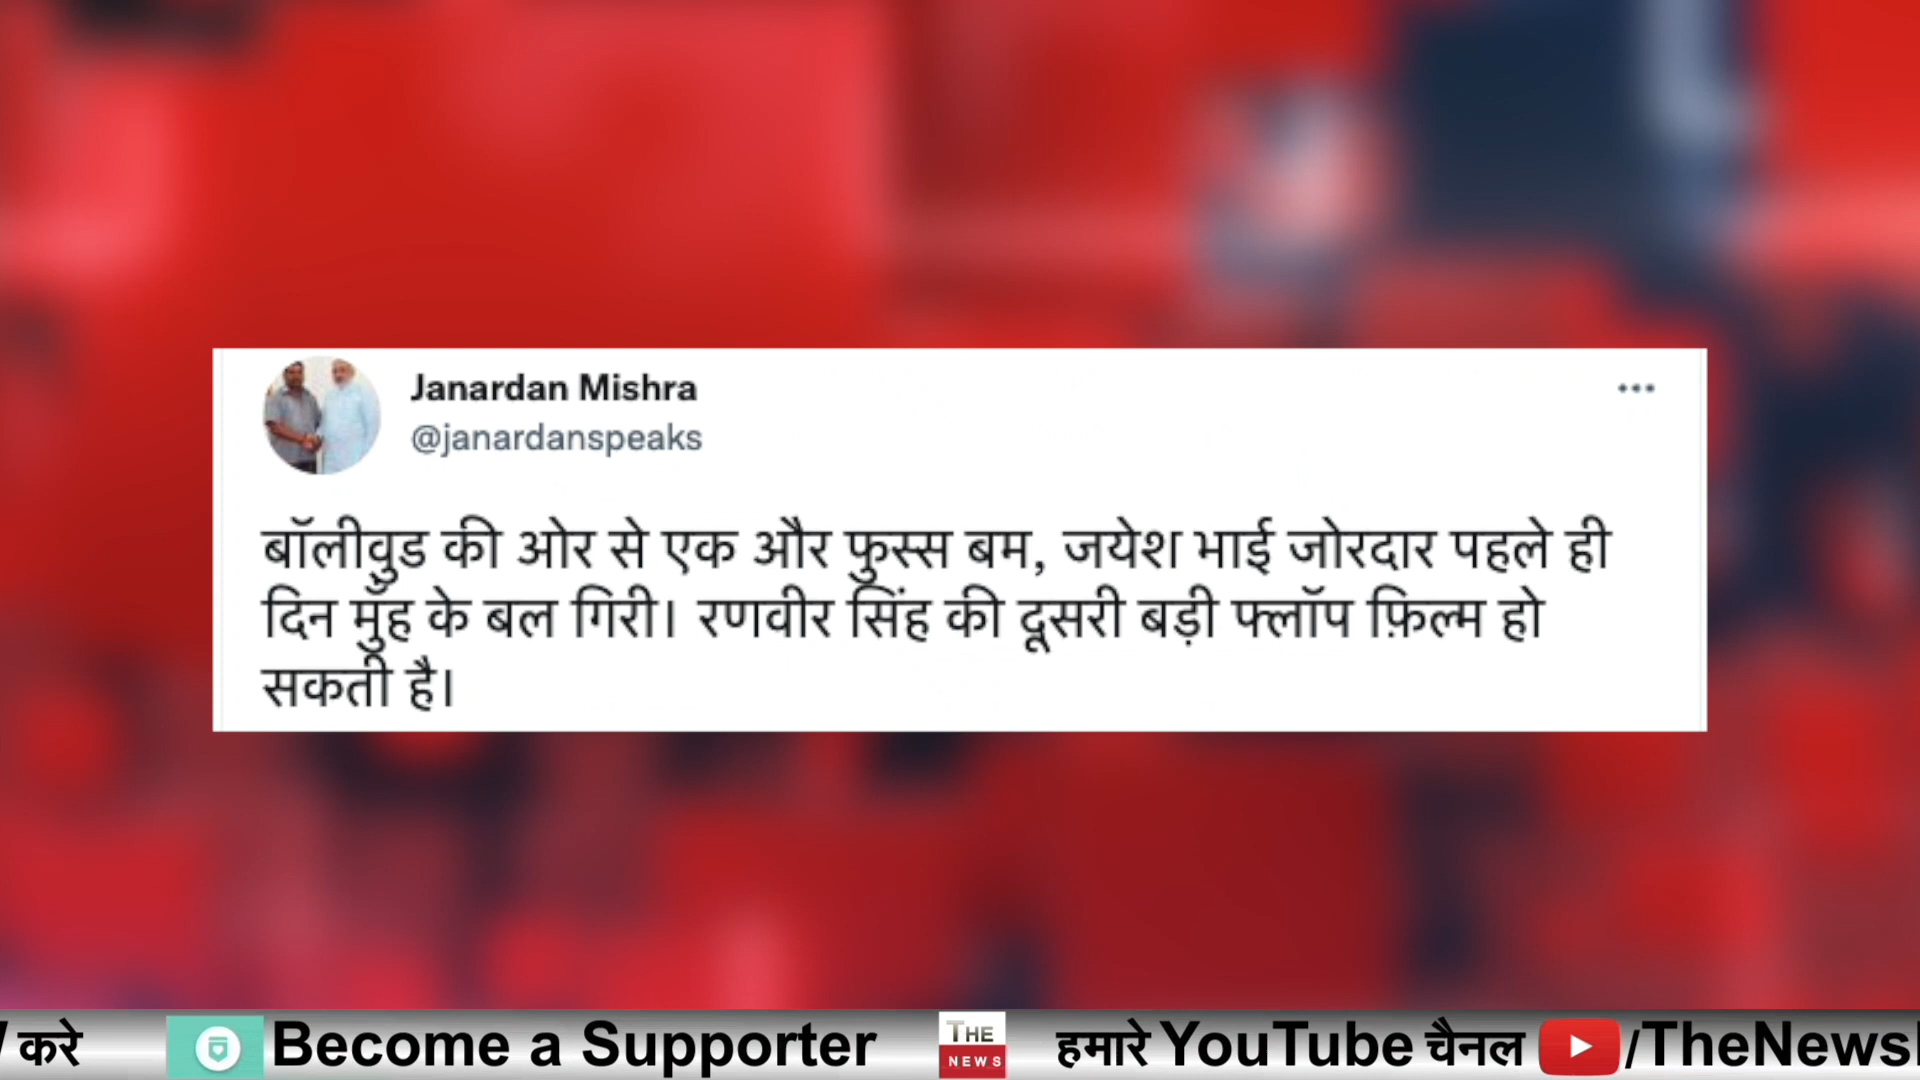 Janardan Mishra
@janardanspeaks
बॉलीवुड की ओर से एक और फुस्स बम, जयेश भाई जोरदार पहले ही
दिन मुंह के बल गिरी। रणवीर सिंह की दूसरी बड़ी फ्लॉप फ़िल्म हो
सकती है।
करे Become a Supporter THE NEWS हमारे YouTube चैनल